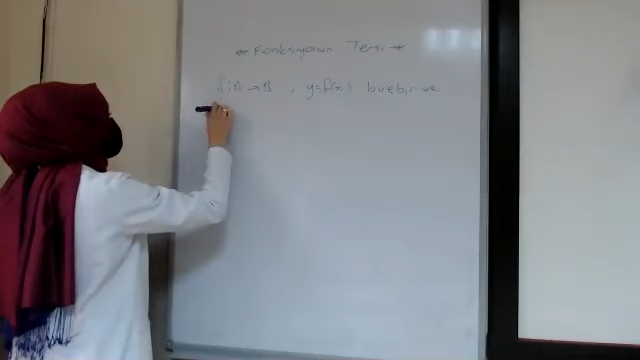 * Fonksiyonun Tersi *
f:A →B , y=f(x) birebir ve